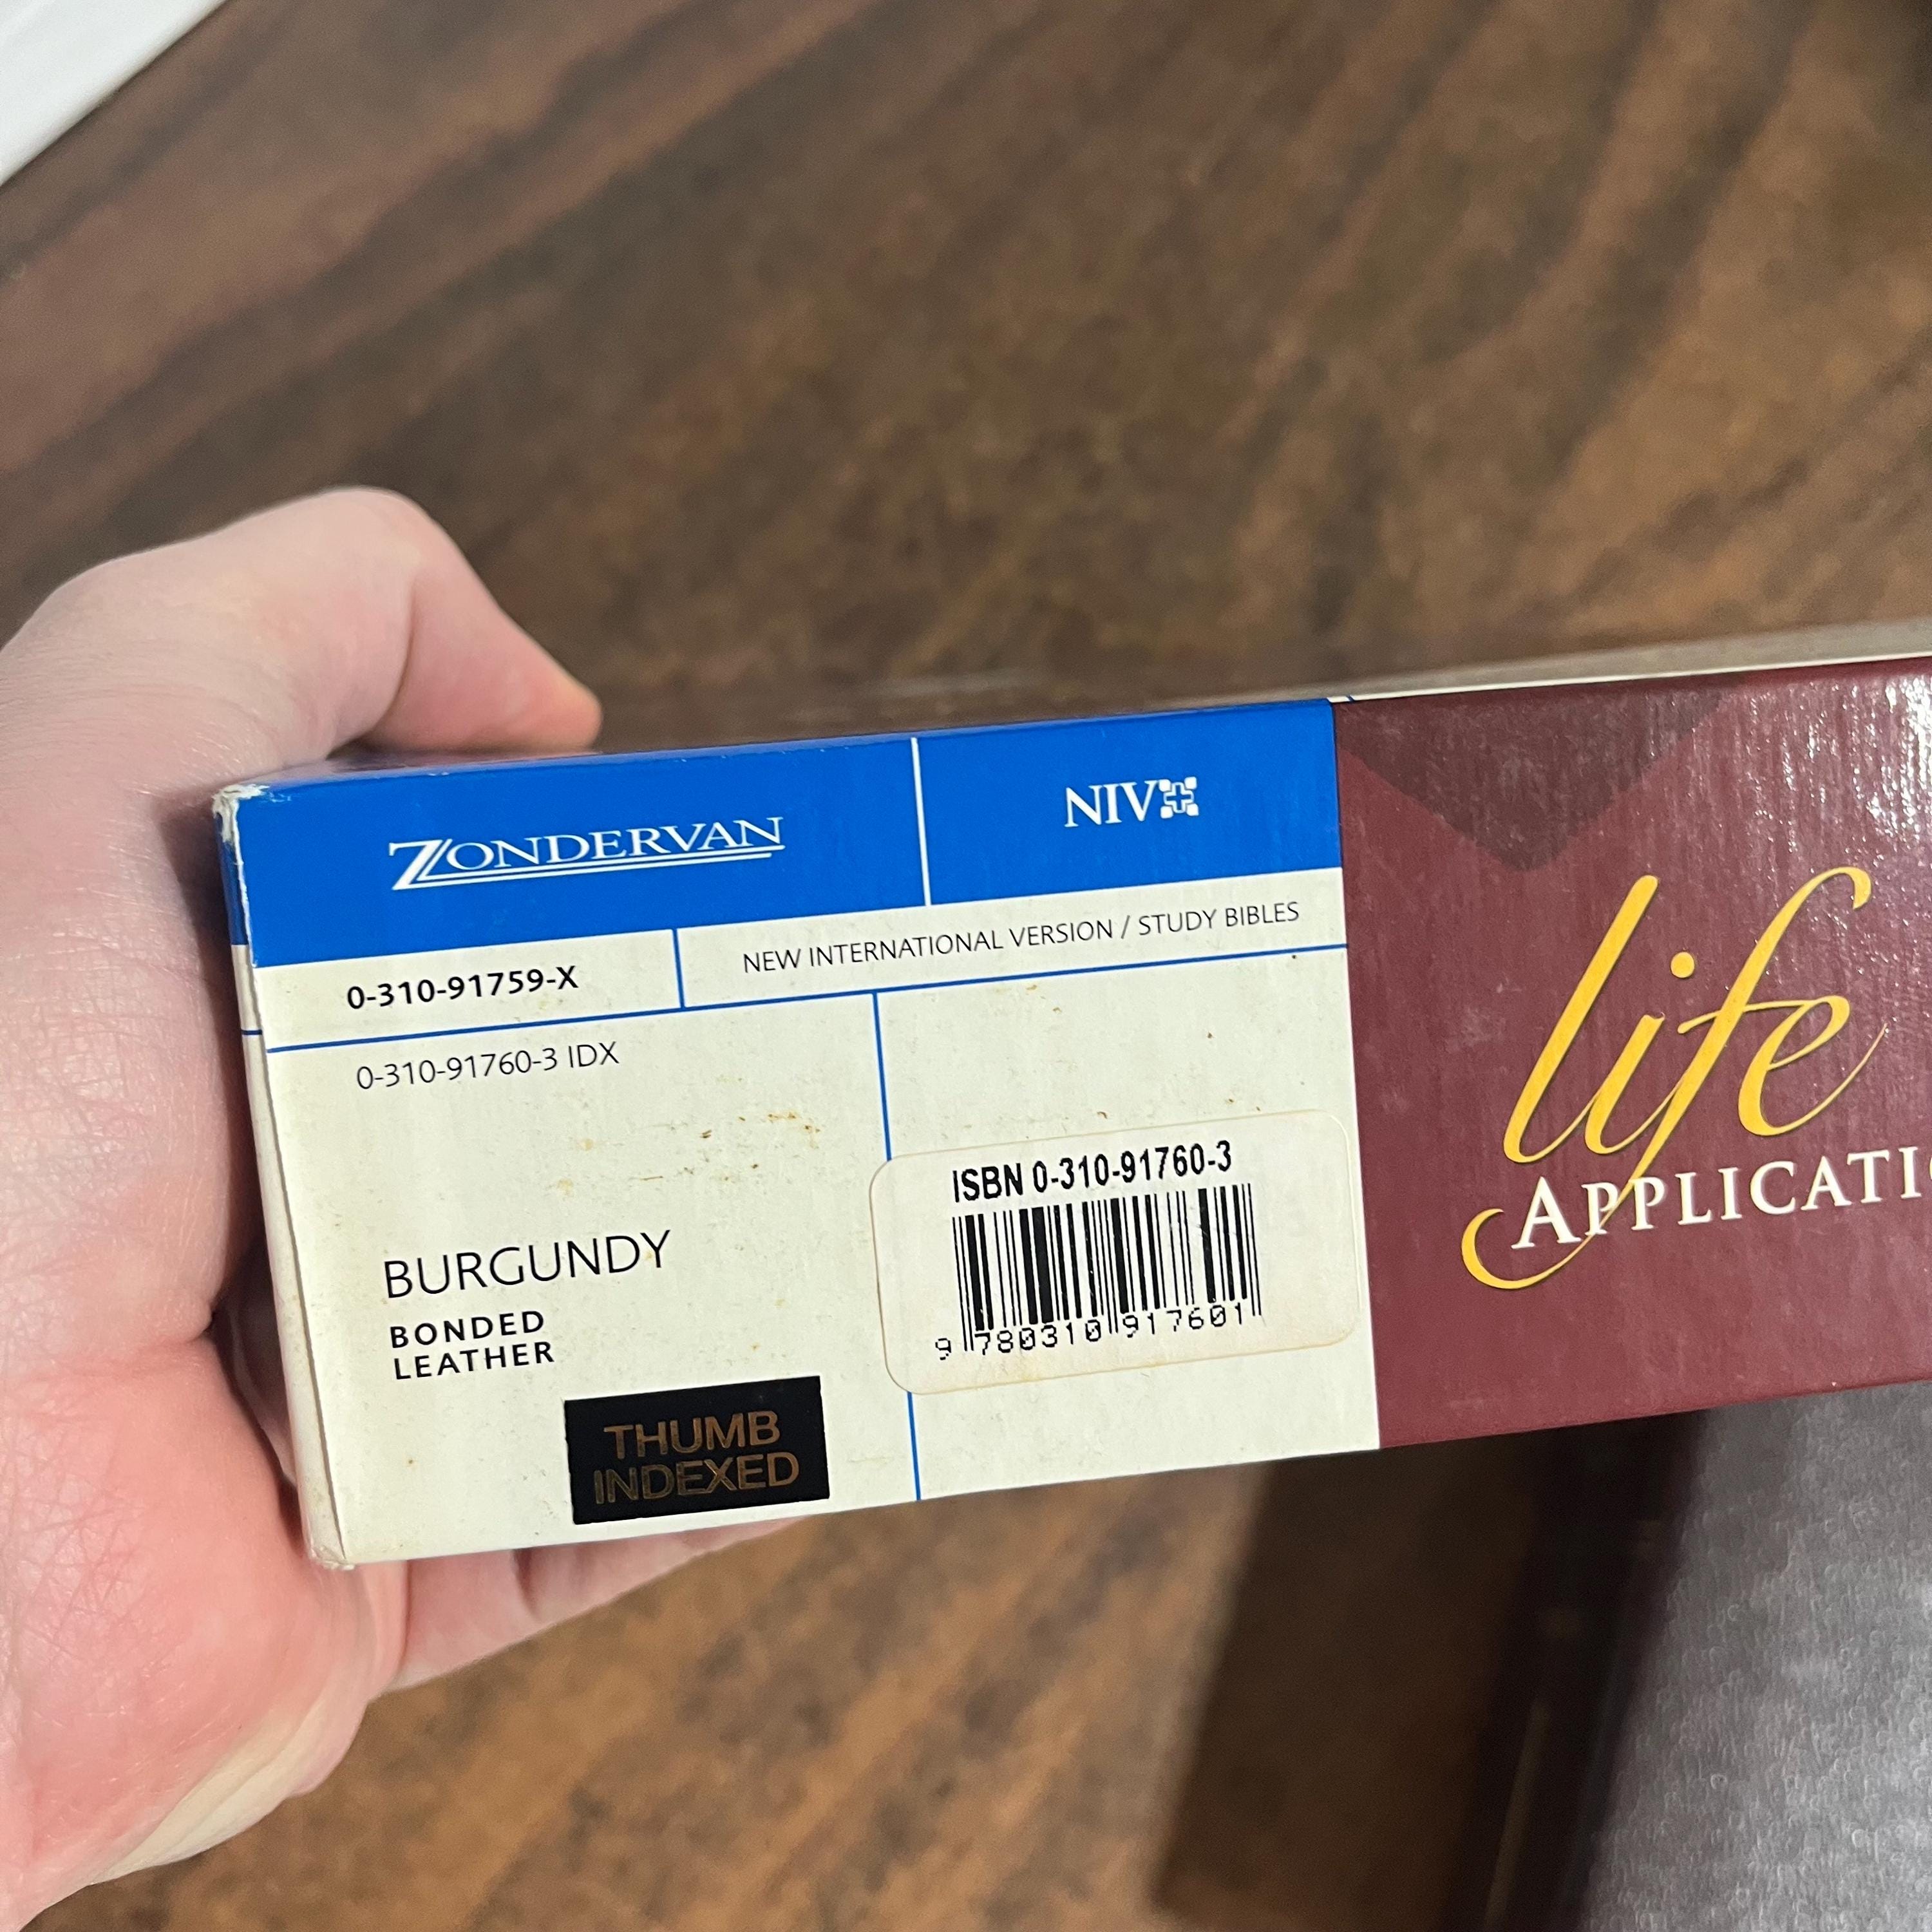 ZONDERVAN
NIV
0-310-91759-X
NEW INTERNATIONAL VERSION / STUDY BIBLES
0-310-91760-3 IDX
BURGUNDY
BONDED
LEATHER
THUMB
INDEXED
ISBN 0-310-91760-3
9 780310 917601
life
APPLICATI